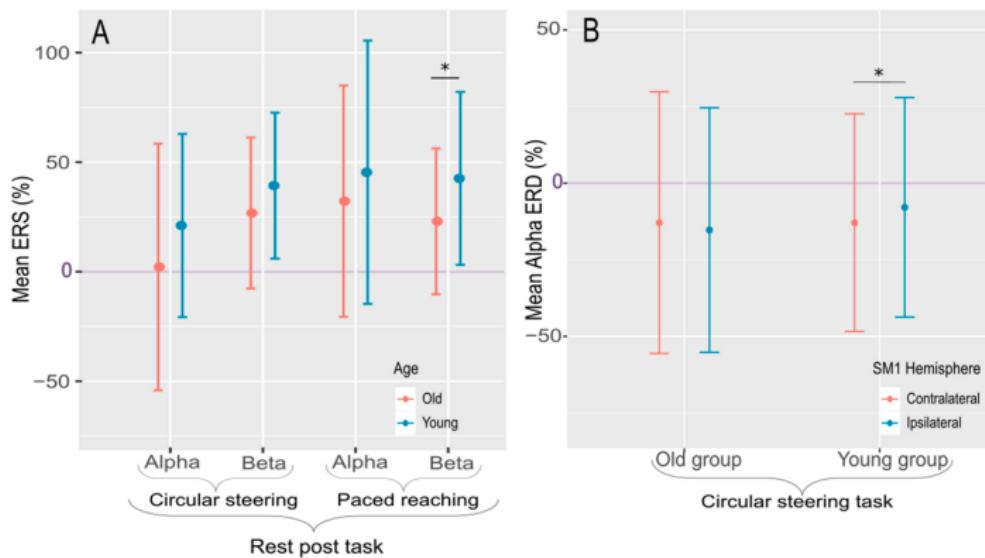 A
*
100
50
0
−50
Mean ERS (%)
Age
Old
Young
Alpha
Beta
Alpha
Beta
Circular steering
Paced reaching
Rest post task
B
*
50
0
−50
Mean Alpha ERD (%)
SM1 Hemisphere
Contralateral
Ipsilateral
Old group
Young group
Circular steering task